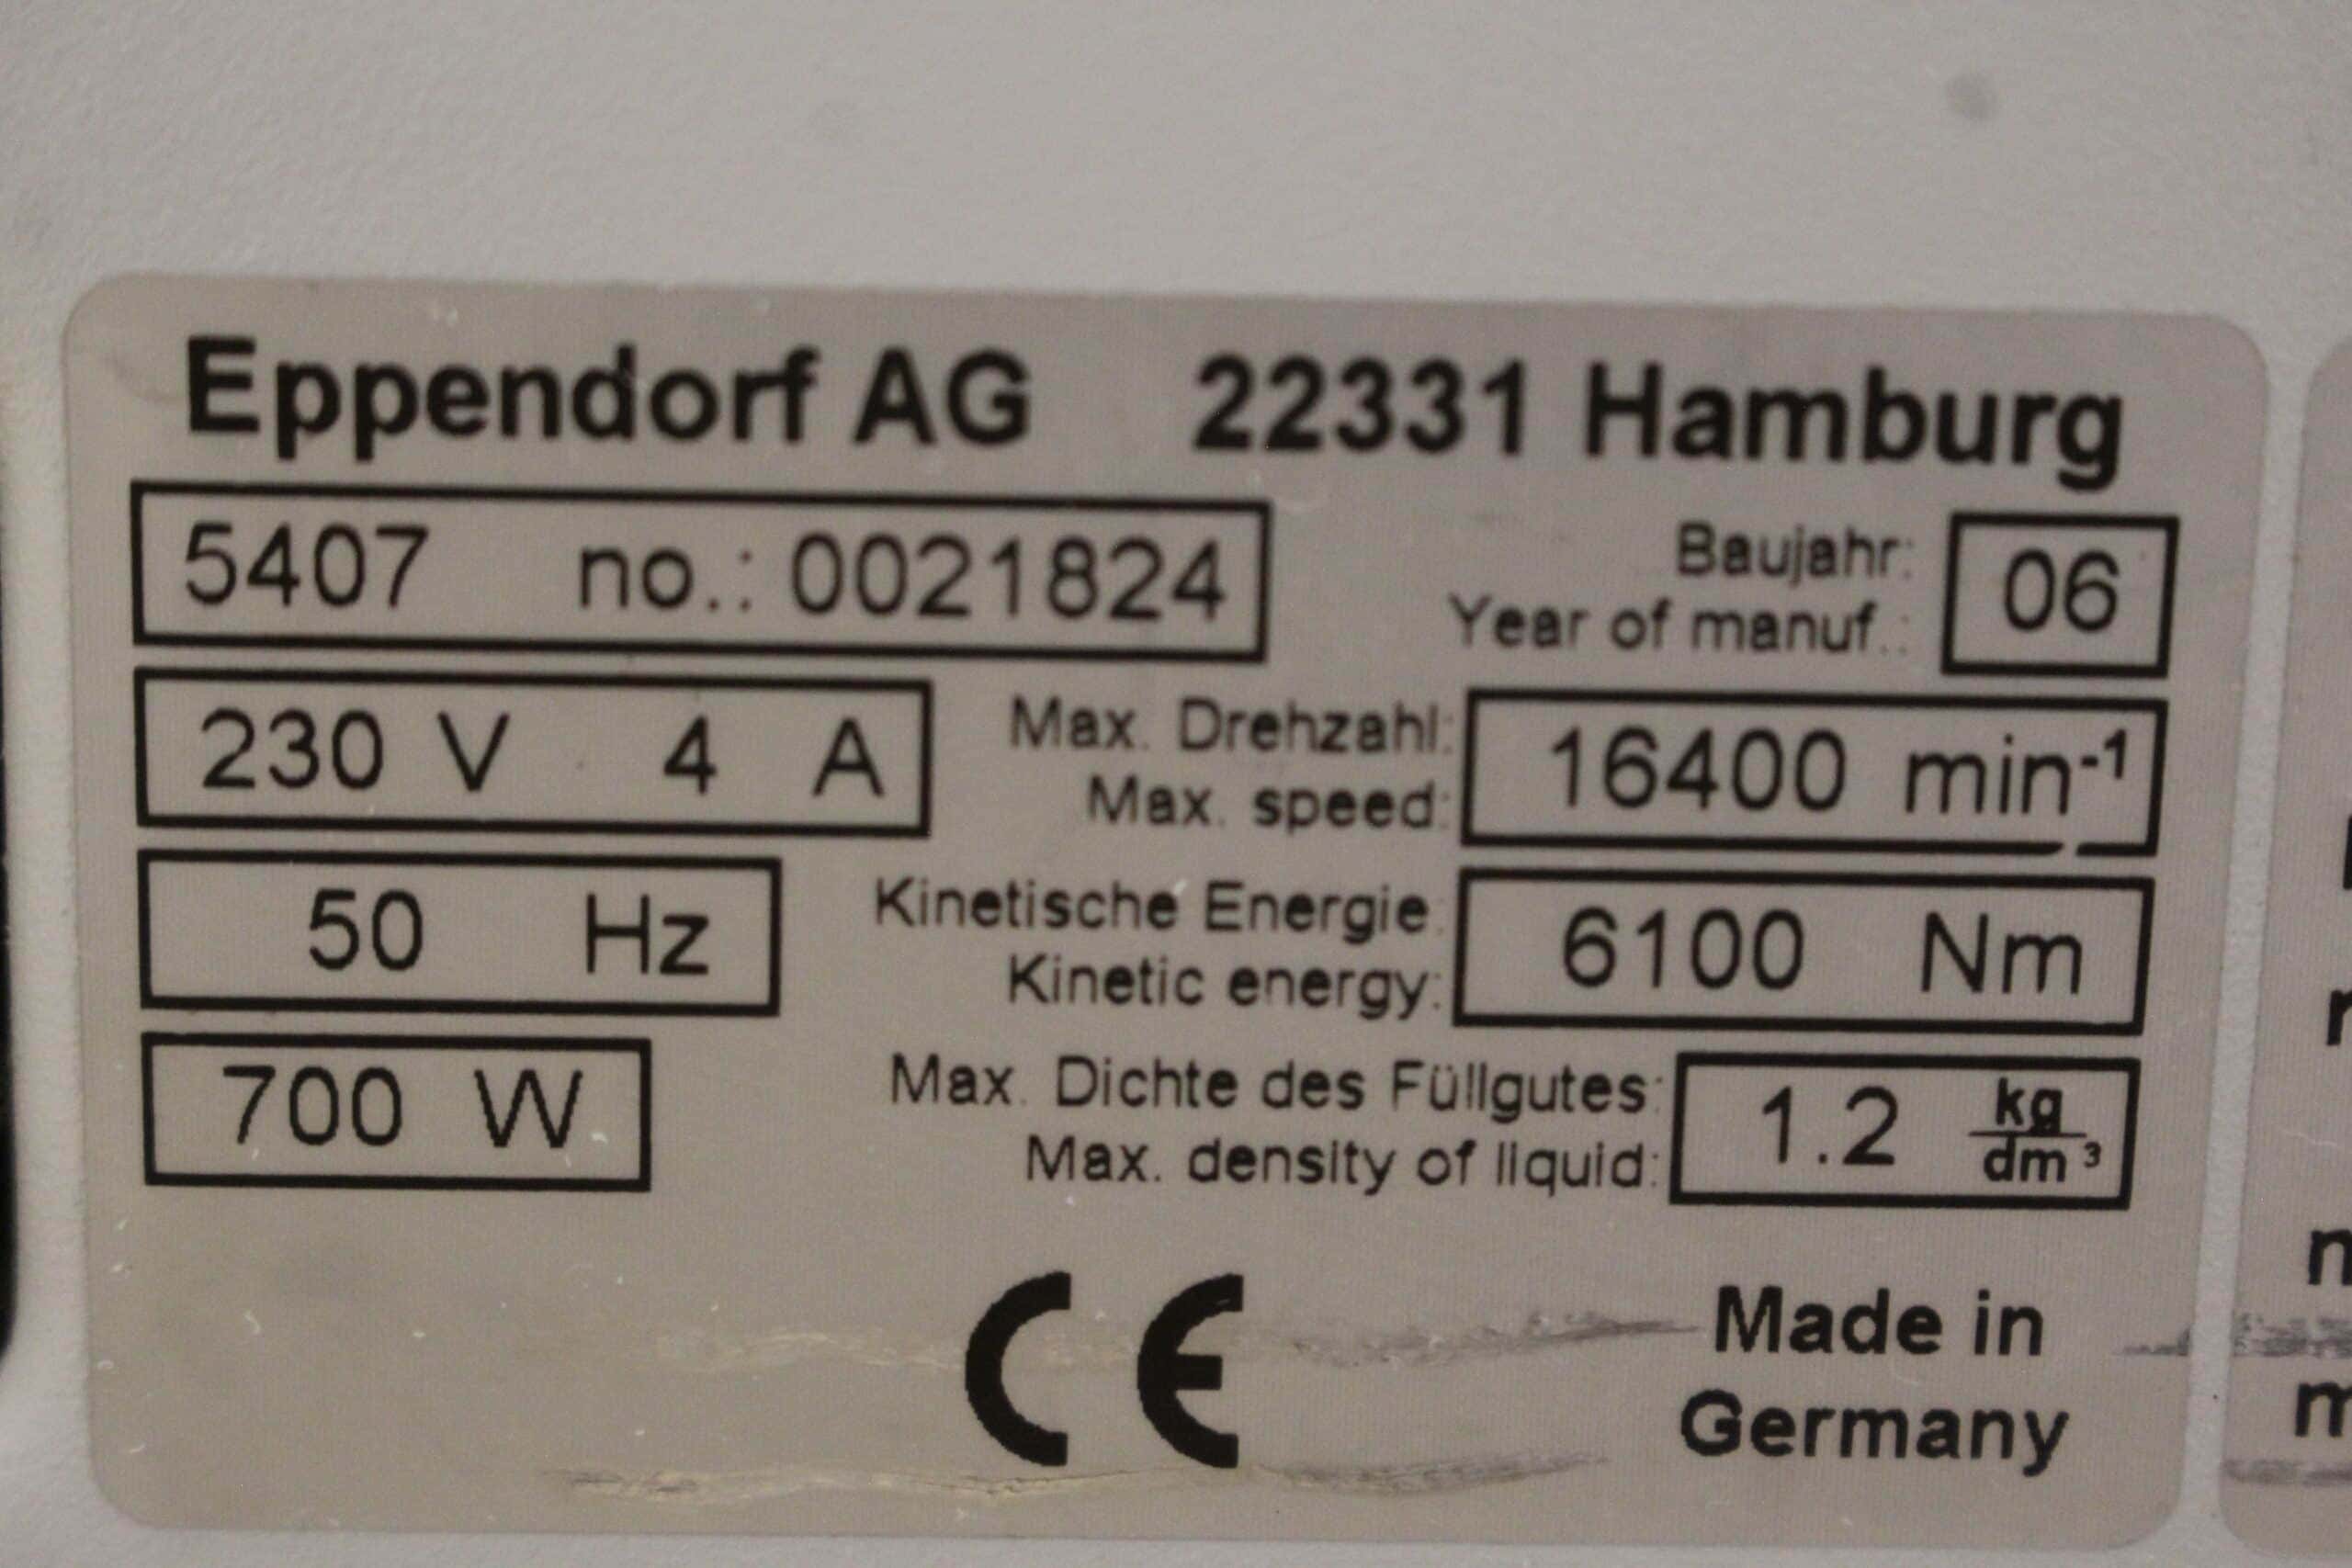 Eppendorf AG 22331 Hamburg
5407 no.: 0021824
Baujahr: 06
Year of manuf.:
230 V 4 A
Max. Drehzahl: 16400 min-1
Max. speed:
50 Hz
Kinetische Energie: 6100 Nm
Kinetic energy:
700 W
Max. Dichte des Füllgutes: 1.2 kg/dm³
Max. density of liquid:
CE
Made in
Germany